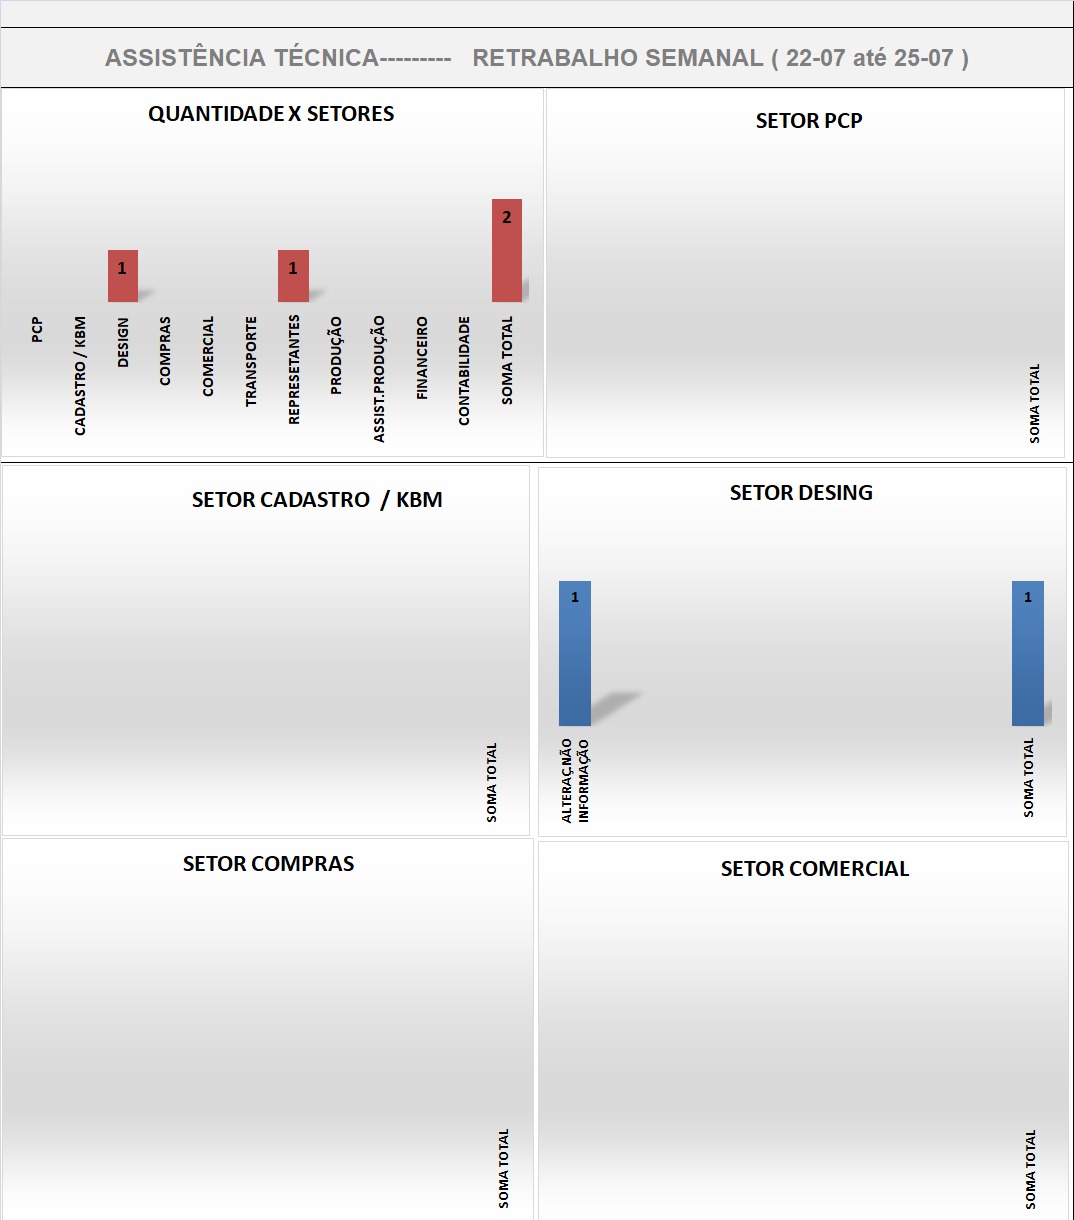 ASSISTÊNCIA TÉCNICA--------- RETRABALHO SEMANAL ( 22-07 até 25-07 )
QUANTIDADE X SETORES
1
1
2
PCP
CADASTRO / KBM
DESIGN
COMPRAS
COMERCIAL
TRANSPORTE
REPRESETANTES
PRODUÇÃO
ASSIST.PRODUÇÃO
FINANCEIRO
CONTABILIDADE
SOMA TOTAL
SETOR PCP
SOMA TOTAL
SETOR CADASTRO / KBM
SOMA TOTAL
SETOR DESING
1
1
ALTERAÇ.NÃO
INFORMAÇÃO
SOMA TOTAL
SETOR COMPRAS
SOMA TOTAL
SETOR COMERCIAL
SOMA TOTAL